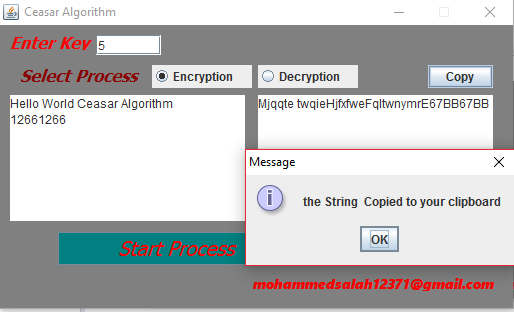 Ceasar Algorithm
Enter Key 5
Select Process Encryption Decryption Copy
Hello World Ceasar Algorithm
12661266
Mjqqte twqieHjfxfweFqltwnymrE67BB67BB
Message
the String Copied to your clipboard
OK
Start Process
mohammedsalah12371@gmail.com